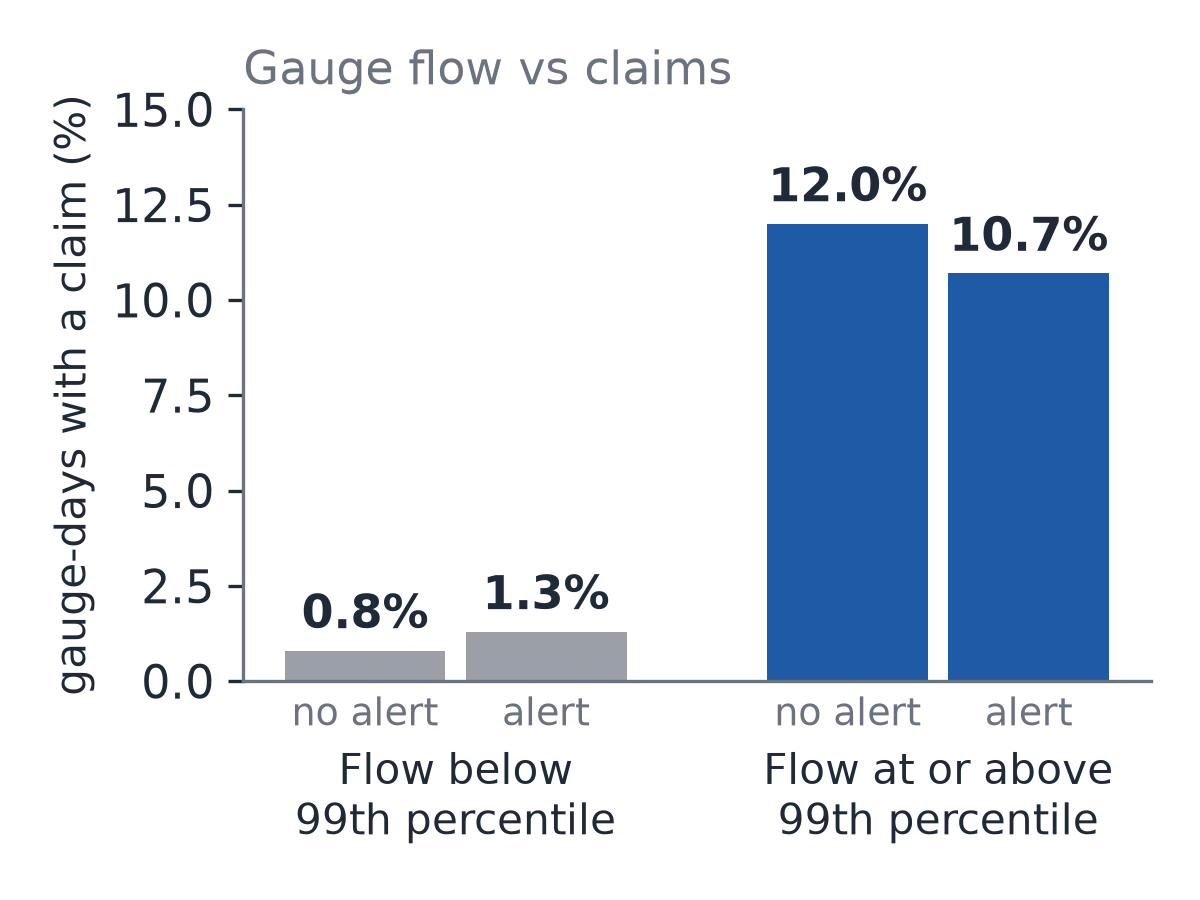 Gauge flow vs claims
gauge-days with a claim (%)
15.0
12.5
10.0
7.5
5.0
2.5
0.0
0.8%
1.3%
12.0%
10.7%
no alert
alert
no alert
alert
Flow below
99th percentile
Flow at or above
99th percentile